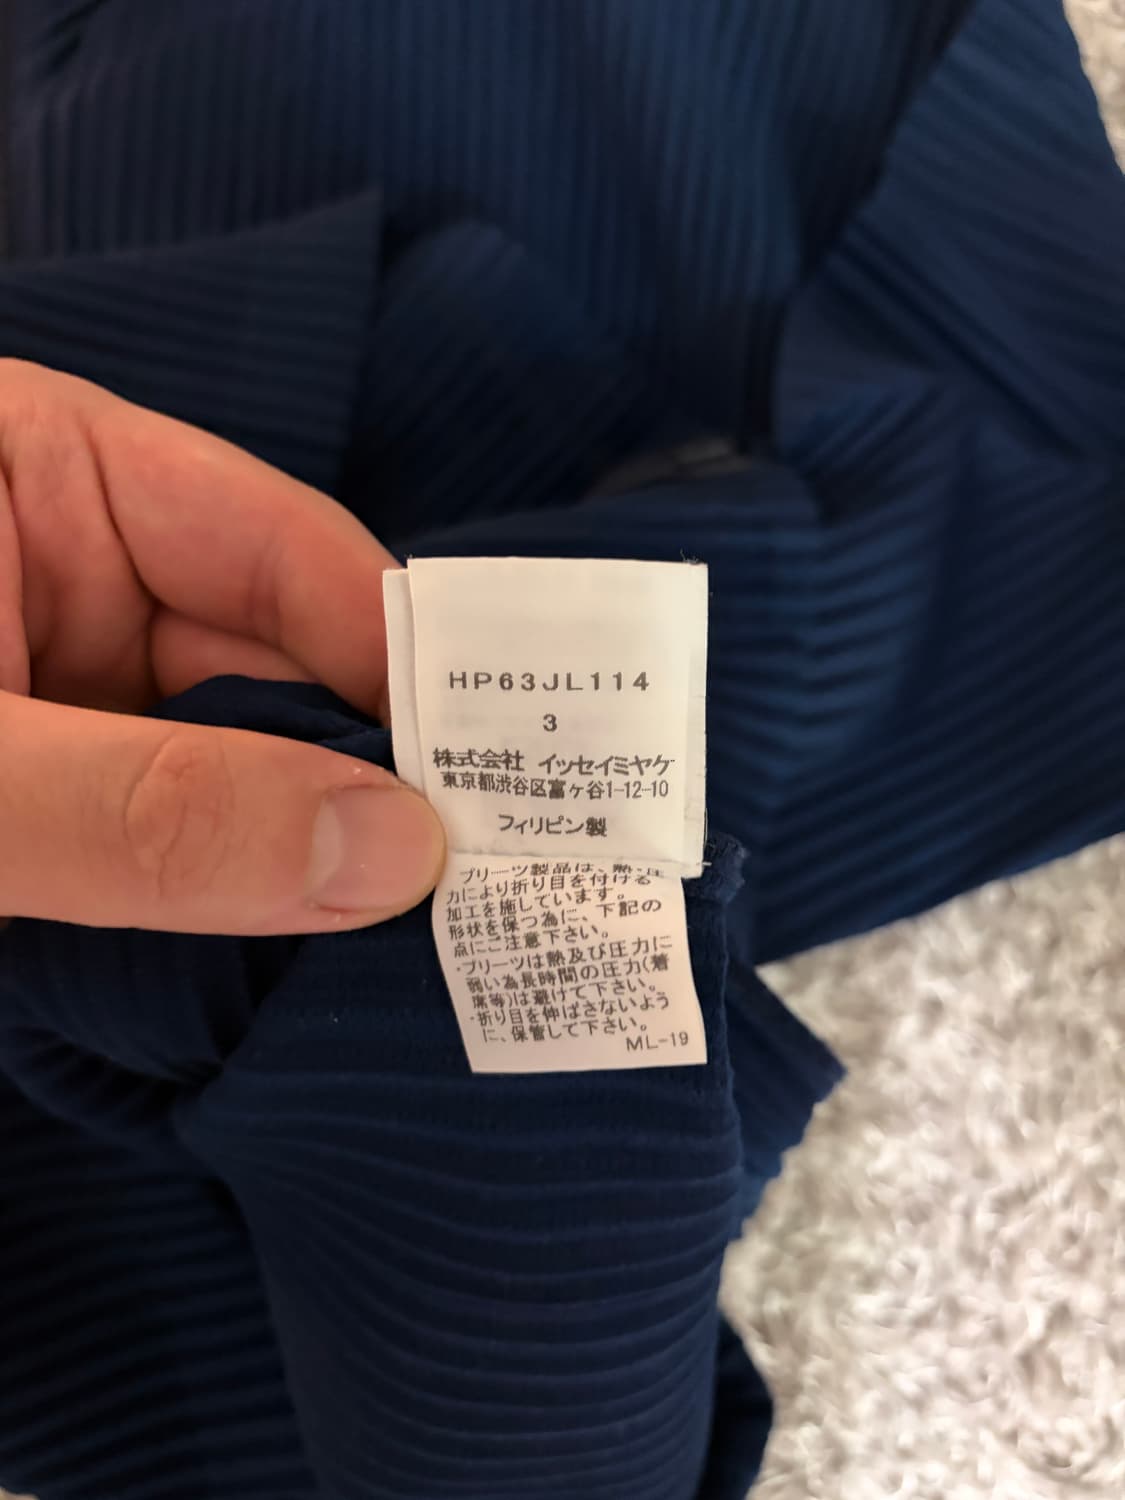 HP63JL114
3
株式会社 イッセイミヤケ
東京都渋谷区富ヶ谷1-12-10
フィリピン製
プリーツ製品は、熱・圧
力により折り目を付ける
加工を施しています。
形状を保つ為に、下記の
点にご注意下さい。
・プリーツは熱及び圧力に
弱い為長時間の圧力(着
席等)は避けて下さい。
・折り目を伸ばさないよう
に、保管して下さい。
ML-19